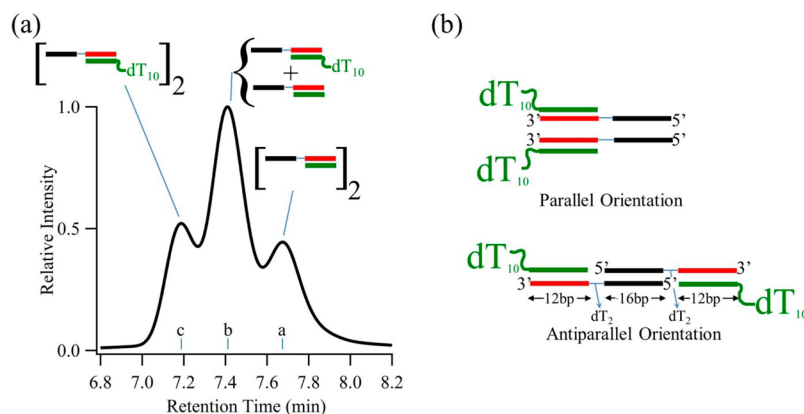 (a)
(b)
[ dT10 ]2
{ dT10
+
[ ]2
1.0
0.5
0.0
Relative Intensity
c b a
6.8 7.0 7.2 7.4 7.6 7.8 8.0 8.2
Retention Time (min)
dT10
3’ 5’
3’ 5’
dT10
Parallel Orientation
dT10 5’ 3’
3’ 5’
12bp 16bp 12bp dT10
dT2 dT2
Antiparallel Orientation